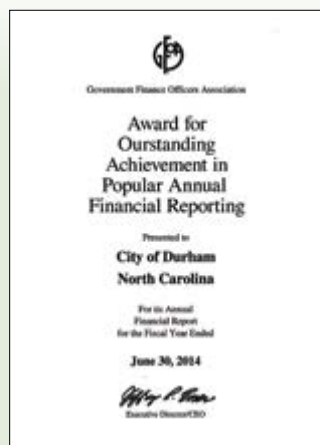 Government Finance Officers Association
Award for
Ourstanding
Achievement in
Popular Annual
Financial Reporting
Presented to
City of Durham
North Carolina
For its Annual
Financial Report
for the Fiscal Year Ended
June 30, 2014
Executive Director/CEO